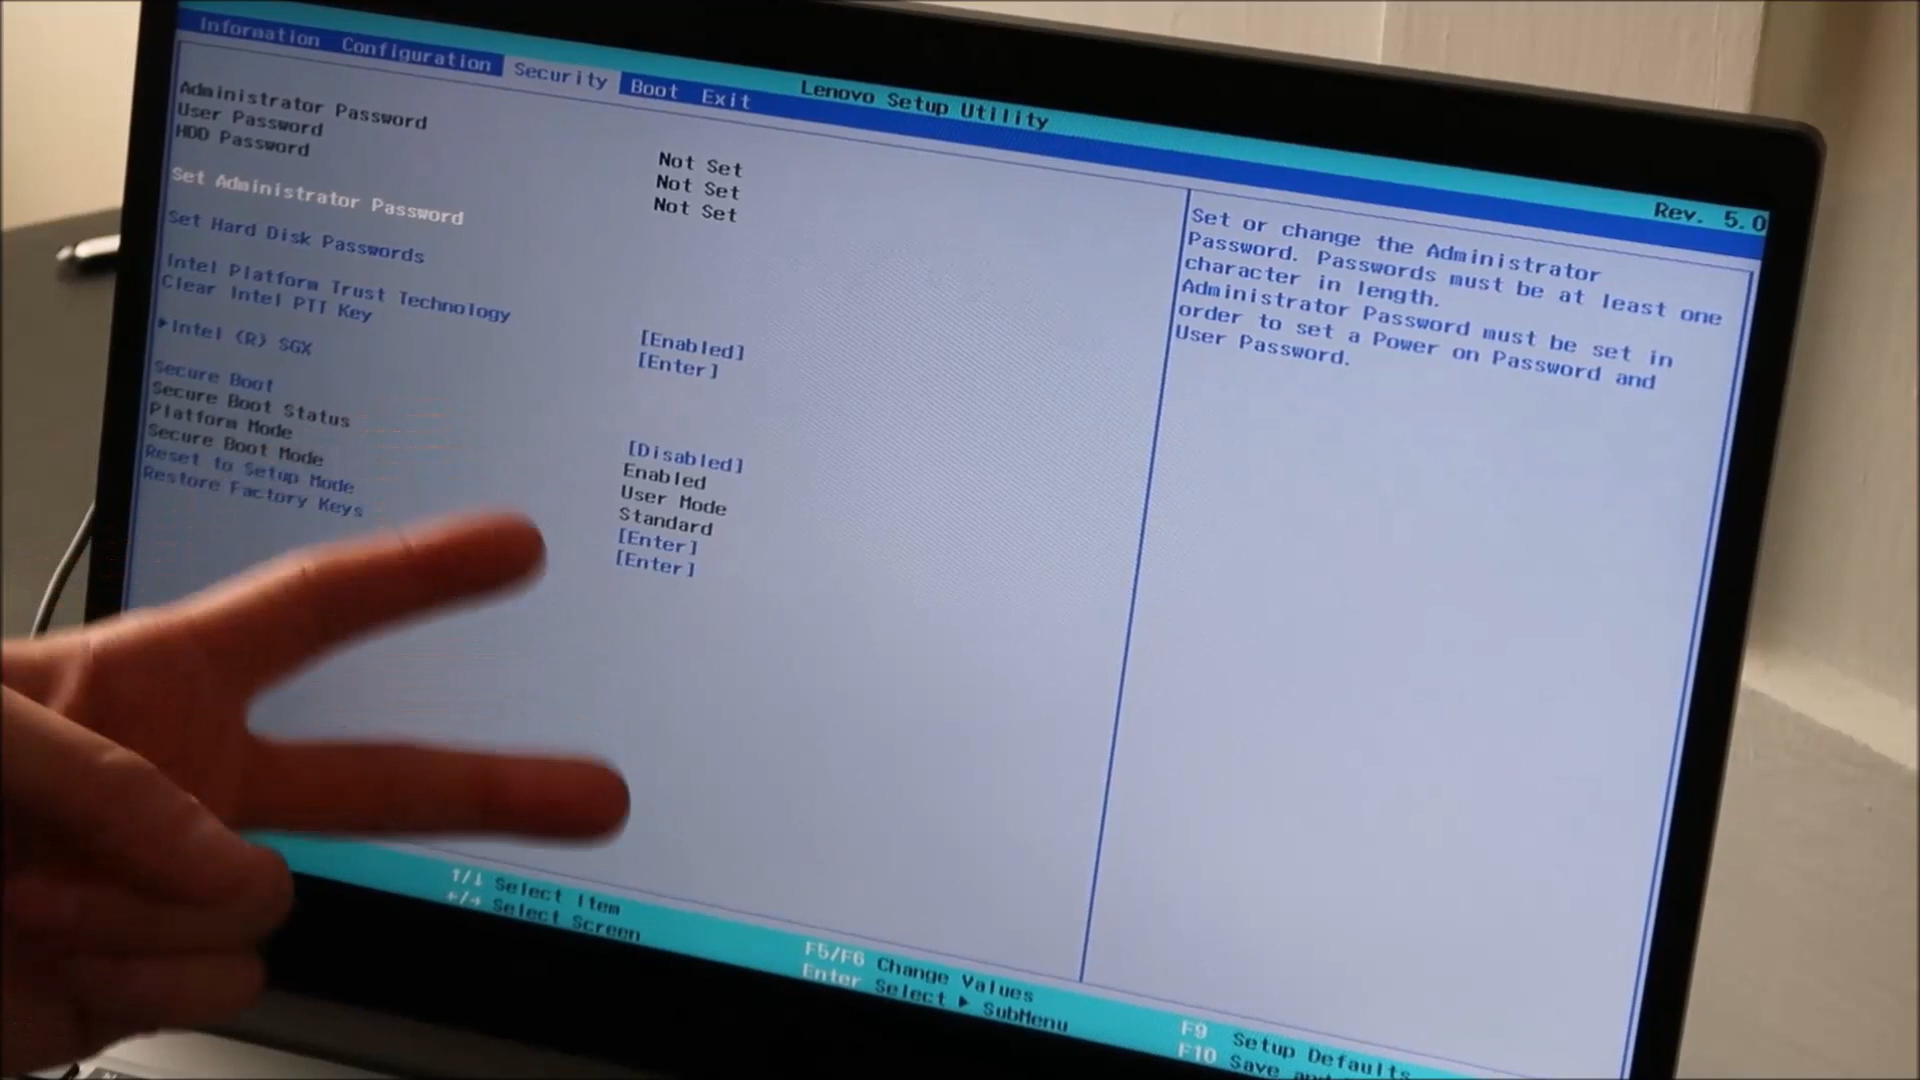 Lenovo Setup Utility
Information Configuration Security Boot Exit
Rev. 5.0
Administrator Password Not Set
User Password Not Set
HDD Password Not Set
Set Administrator Password
Set Hard Disk Passwords
Intel Platform Trust Technology [Enabled]
Clear Intel PTT Key [Enter]
▸Intel (R) SGX
Secure Boot [Disabled]
Secure Boot Status Enabled
Platform Mode User Mode
Secure Boot Mode Standard
Reset to Setup Mode [Enter]
Restore Factory Keys [Enter]
Set or change the Administrator
Password. Passwords must be at least one
character in length.
Administrator Password must be set in
order to set a Power on Password and
User Password.
↑/↓ Select Item
←/→ Select Screen
F5/F6 Change Values
Enter Select ▸ SubMenu
F9 Setup Defaults
F10 Save